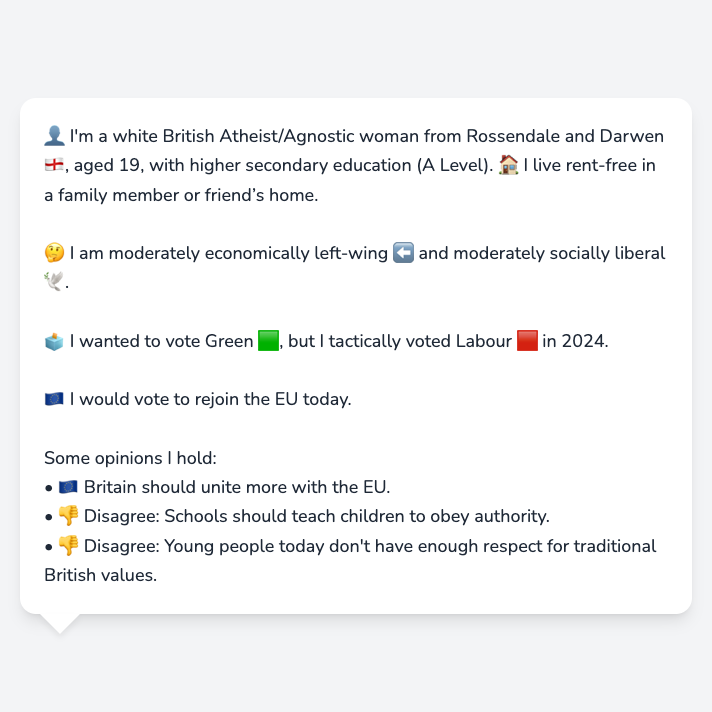 👤 I'm a white British Atheist/Agnostic woman from Rossendale and Darwen
🏴󠁧󠁢󠁥󠁮󠁧󠁿, aged 19, with higher secondary education (A Level). 🏠 I live rent-free in
a family member or friend’s home.
🤔 I am moderately economically left-wing ⬅️ and moderately socially liberal
🕊️.
🗳️ I wanted to vote Green 🟩, but I tactically voted Labour 🟥 in 2024.
🇪🇺 I would vote to rejoin the EU today.
Some opinions I hold:
• 🇪🇺 Britain should unite more with the EU.
• 👎 Disagree: Schools should teach children to obey authority.
• 👎 Disagree: Young people today don't have enough respect for traditional
British values.